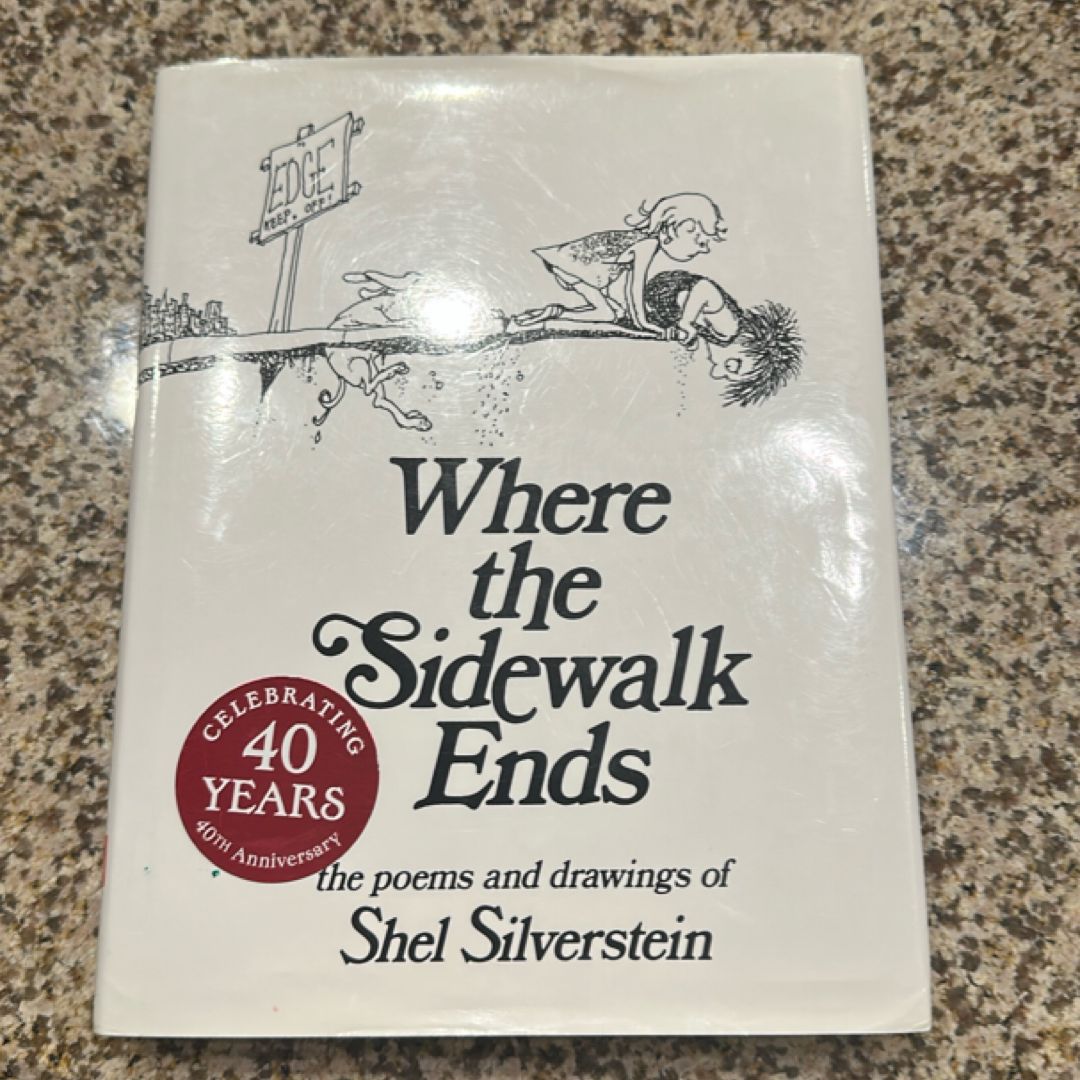 EDGE
KEEP. OFF!
Where
the
Sidewalk
Ends
CELEBRATING
40
YEARS
40TH Anniversary
the poems and drawings of
Shel Silverstein